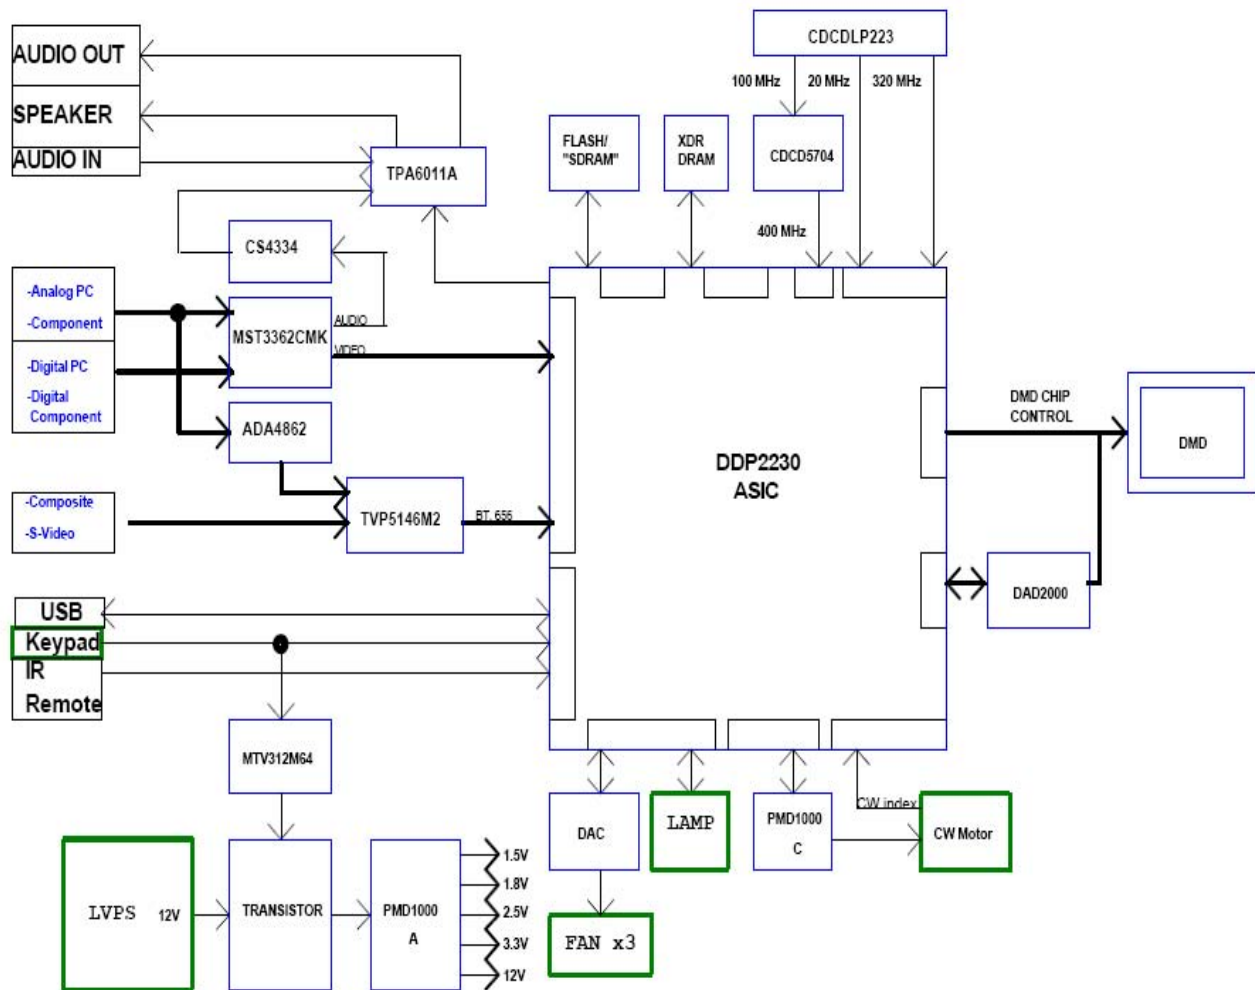 AUDIO OUT
SPEAKER
AUDIO IN
TPA6011A
CS4334
-Analog PC
-Component
-Digital PC
-Digital
Component
MST3362CMK
AUDIO
VIDEO
ADA4862
-Composite
-S-Video
TVP5146M2
BT. 656
USB
Keypad
IR
Remote
MTV312M64
LVPS 12V
TRANSISTOR
PMD1000
A
1.5V
1.8V
2.5V
3.3V
12V
FLASH/
"SDRAM"
XDR
DRAM
CDCDLP223
100 MHz
20 MHz
320 MHz
CDCD5704
400 MHz
DDP2230
ASIC
DMD CHIP
CONTROL
DMD
DAD2000
DAC
FAN x3
LAMP
PMD1000
C
CW index
CW Motor